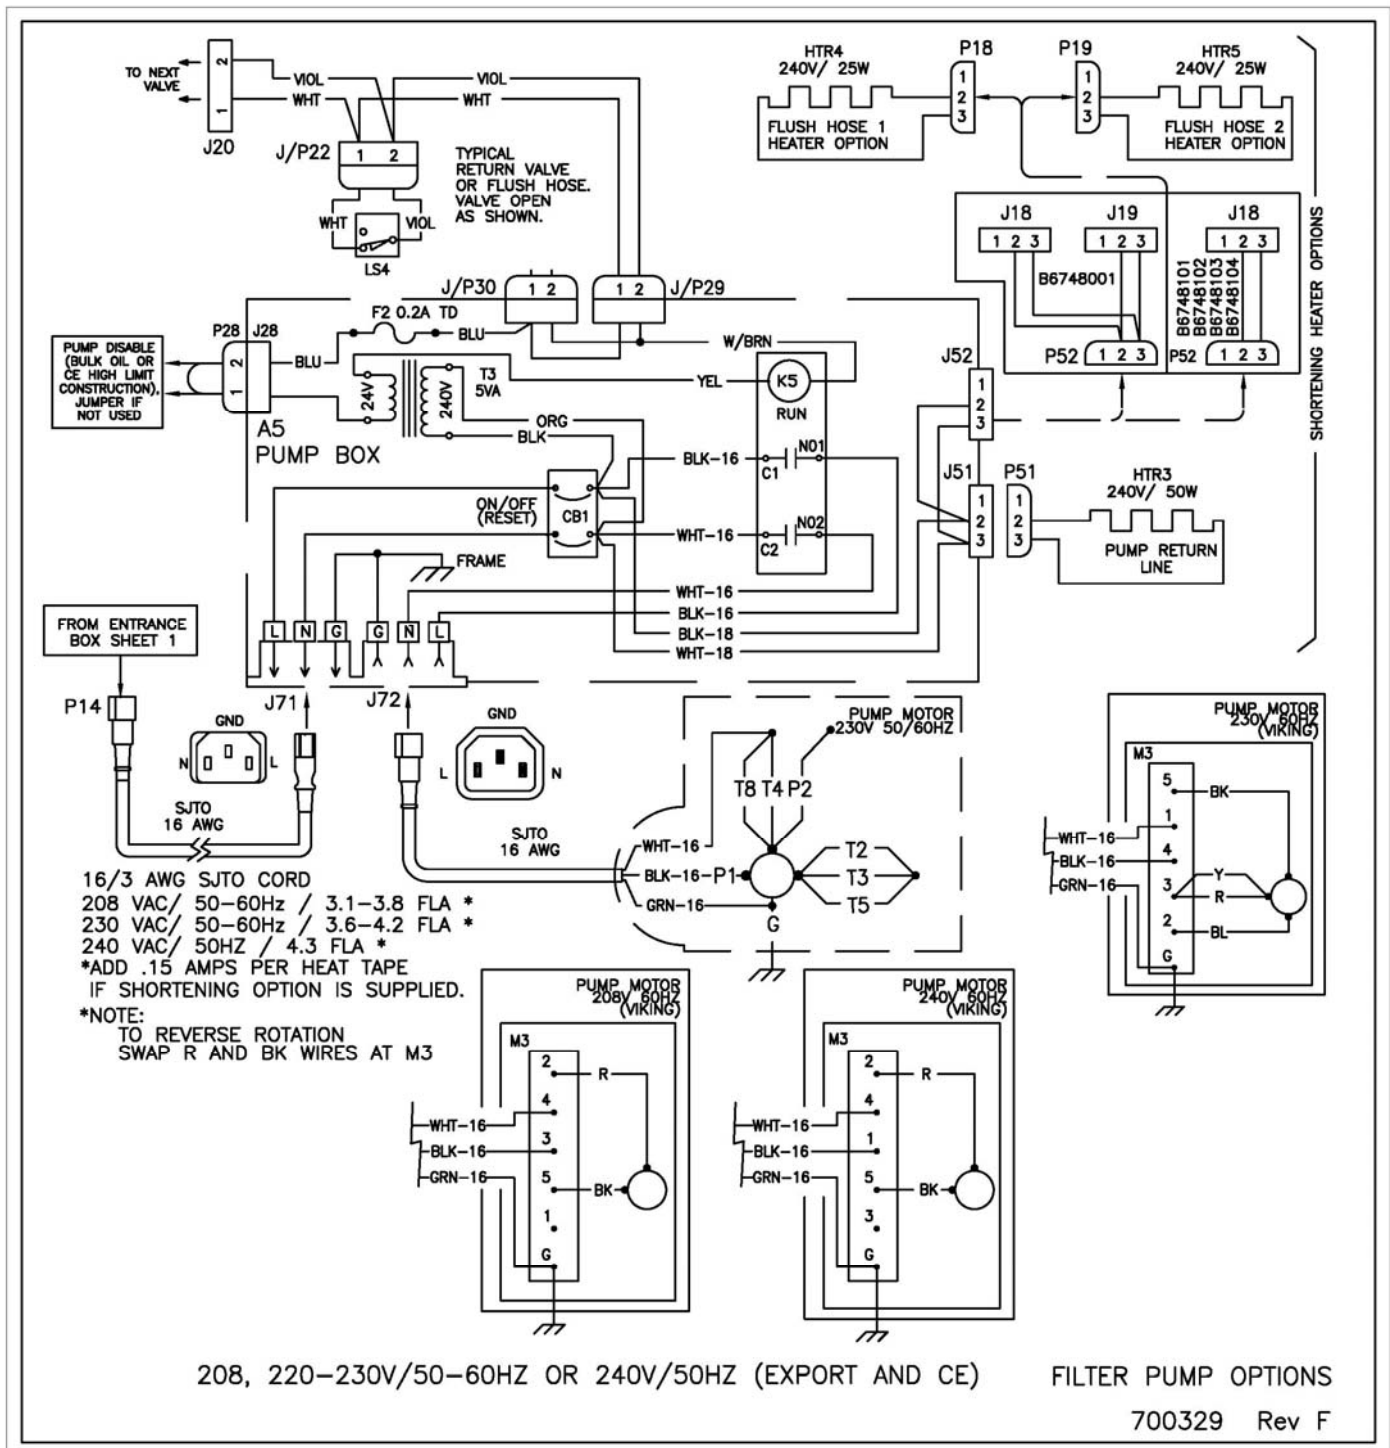 TO NEXT
VALVE
2
1
J20
VIOL
WHT
VIOL
WHT
J/P22
1 2
WHT
VIOL
LS4
TYPICAL
RETURN VALVE
OR FLUSH HOSE.
VALVE OPEN
AS SHOWN.
HTR4
240V/ 25W
P18
1
2
3
FLUSH HOSE 1
HEATER OPTION
P19
1
2
3
HTR5
240V/ 25W
FLUSH HOSE 2
HEATER OPTION
SHORTENING HEATER OPTIONS
J18
1 2 3
J19
1 2 3
J18
1 2 3
B6748001
B6748101
B6748102
B6748103
B6748104
P52
1 2 3
P52
1 2 3
J/P30
1 2
1 2
J/P29
F2 0.2A TD
BLU
P28
J28
2
1
BLU
PUMP DISABLE
(BULK OIL OR
CE HIGH LIMIT
CONSTRUCTION).
JUMPER IF
NOT USED
24V
240V
T3
5VA
W/BRN
YEL
K5
RUN
A5
PUMP BOX
ORG
BLK
BLK-16
C1
NO1
ON/OFF
(RESET)
CB1
WHT-16
C2
NO2
FRAME
WHT-16
BLK-16
BLK-18
WHT-18
J52
1
2
3
J51
1
2
3
P51
1
2
3
HTR3
240V/ 50W
PUMP RETURN
LINE
FROM ENTRANCE
BOX SHEET 1
L N G G N L
P14
J71
J72
GND
N
L
GND
L
N
SJTO
16 AWG
SJTO
16 AWG
16/3 AWG SJTO CORD
208 VAC/ 50-60Hz / 3.1-3.8 FLA *
230 VAC/ 50-60Hz / 3.6-4.2 FLA *
240 VAC/ 50HZ / 4.3 FLA *
*ADD .15 AMPS PER HEAT TAPE
IF SHORTENING OPTION IS SUPPLIED.
*NOTE:
TO REVERSE ROTATION
SWAP R AND BK WIRES AT M3
PUMP MOTOR
230V 50/60HZ
T8 T4 P2
WHT-16
BLK-16
P1
GRN-16
T2
T3
T5
G
PUMP MOTOR
230V 60HZ
(VIKING)
M3
5
BK
1
WHT-16
4
BLK-16
GRN-16
3
Y
R
2
BL
G
PUMP MOTOR
208V 60HZ
(VIKING)
M3
2
R
4
WHT-16
3
BLK-16
GRN-16
5
BK
1
G
PUMP MOTOR
240V 60HZ
(VIKING)
M3
2
R
4
WHT-16
1
BLK-16
GRN-16
5
BK
3
G
208, 220-230V/50-60HZ OR 240V/50HZ (EXPORT AND CE)
FILTER PUMP OPTIONS
700329 Rev F